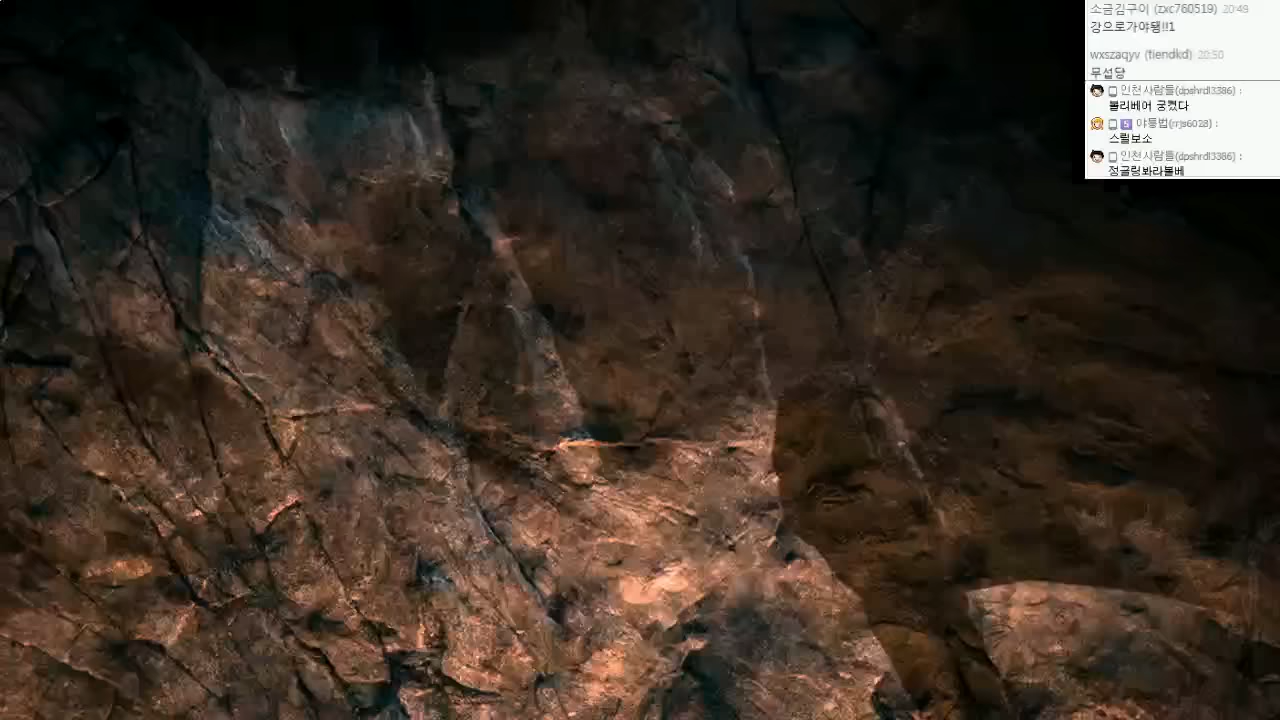 소금김구이 (zxc760519) 20:49
강으로가야됌!!1
wxszaqyv (tiendkd) 20:50
무섭당
인천사람들(dpshrdl3386) :
볼리베어 궁켰다
5 야통법(rrjs6028) :
스릴보소
인천사람들(dpshrdl3386) :
정글링봐라볼베